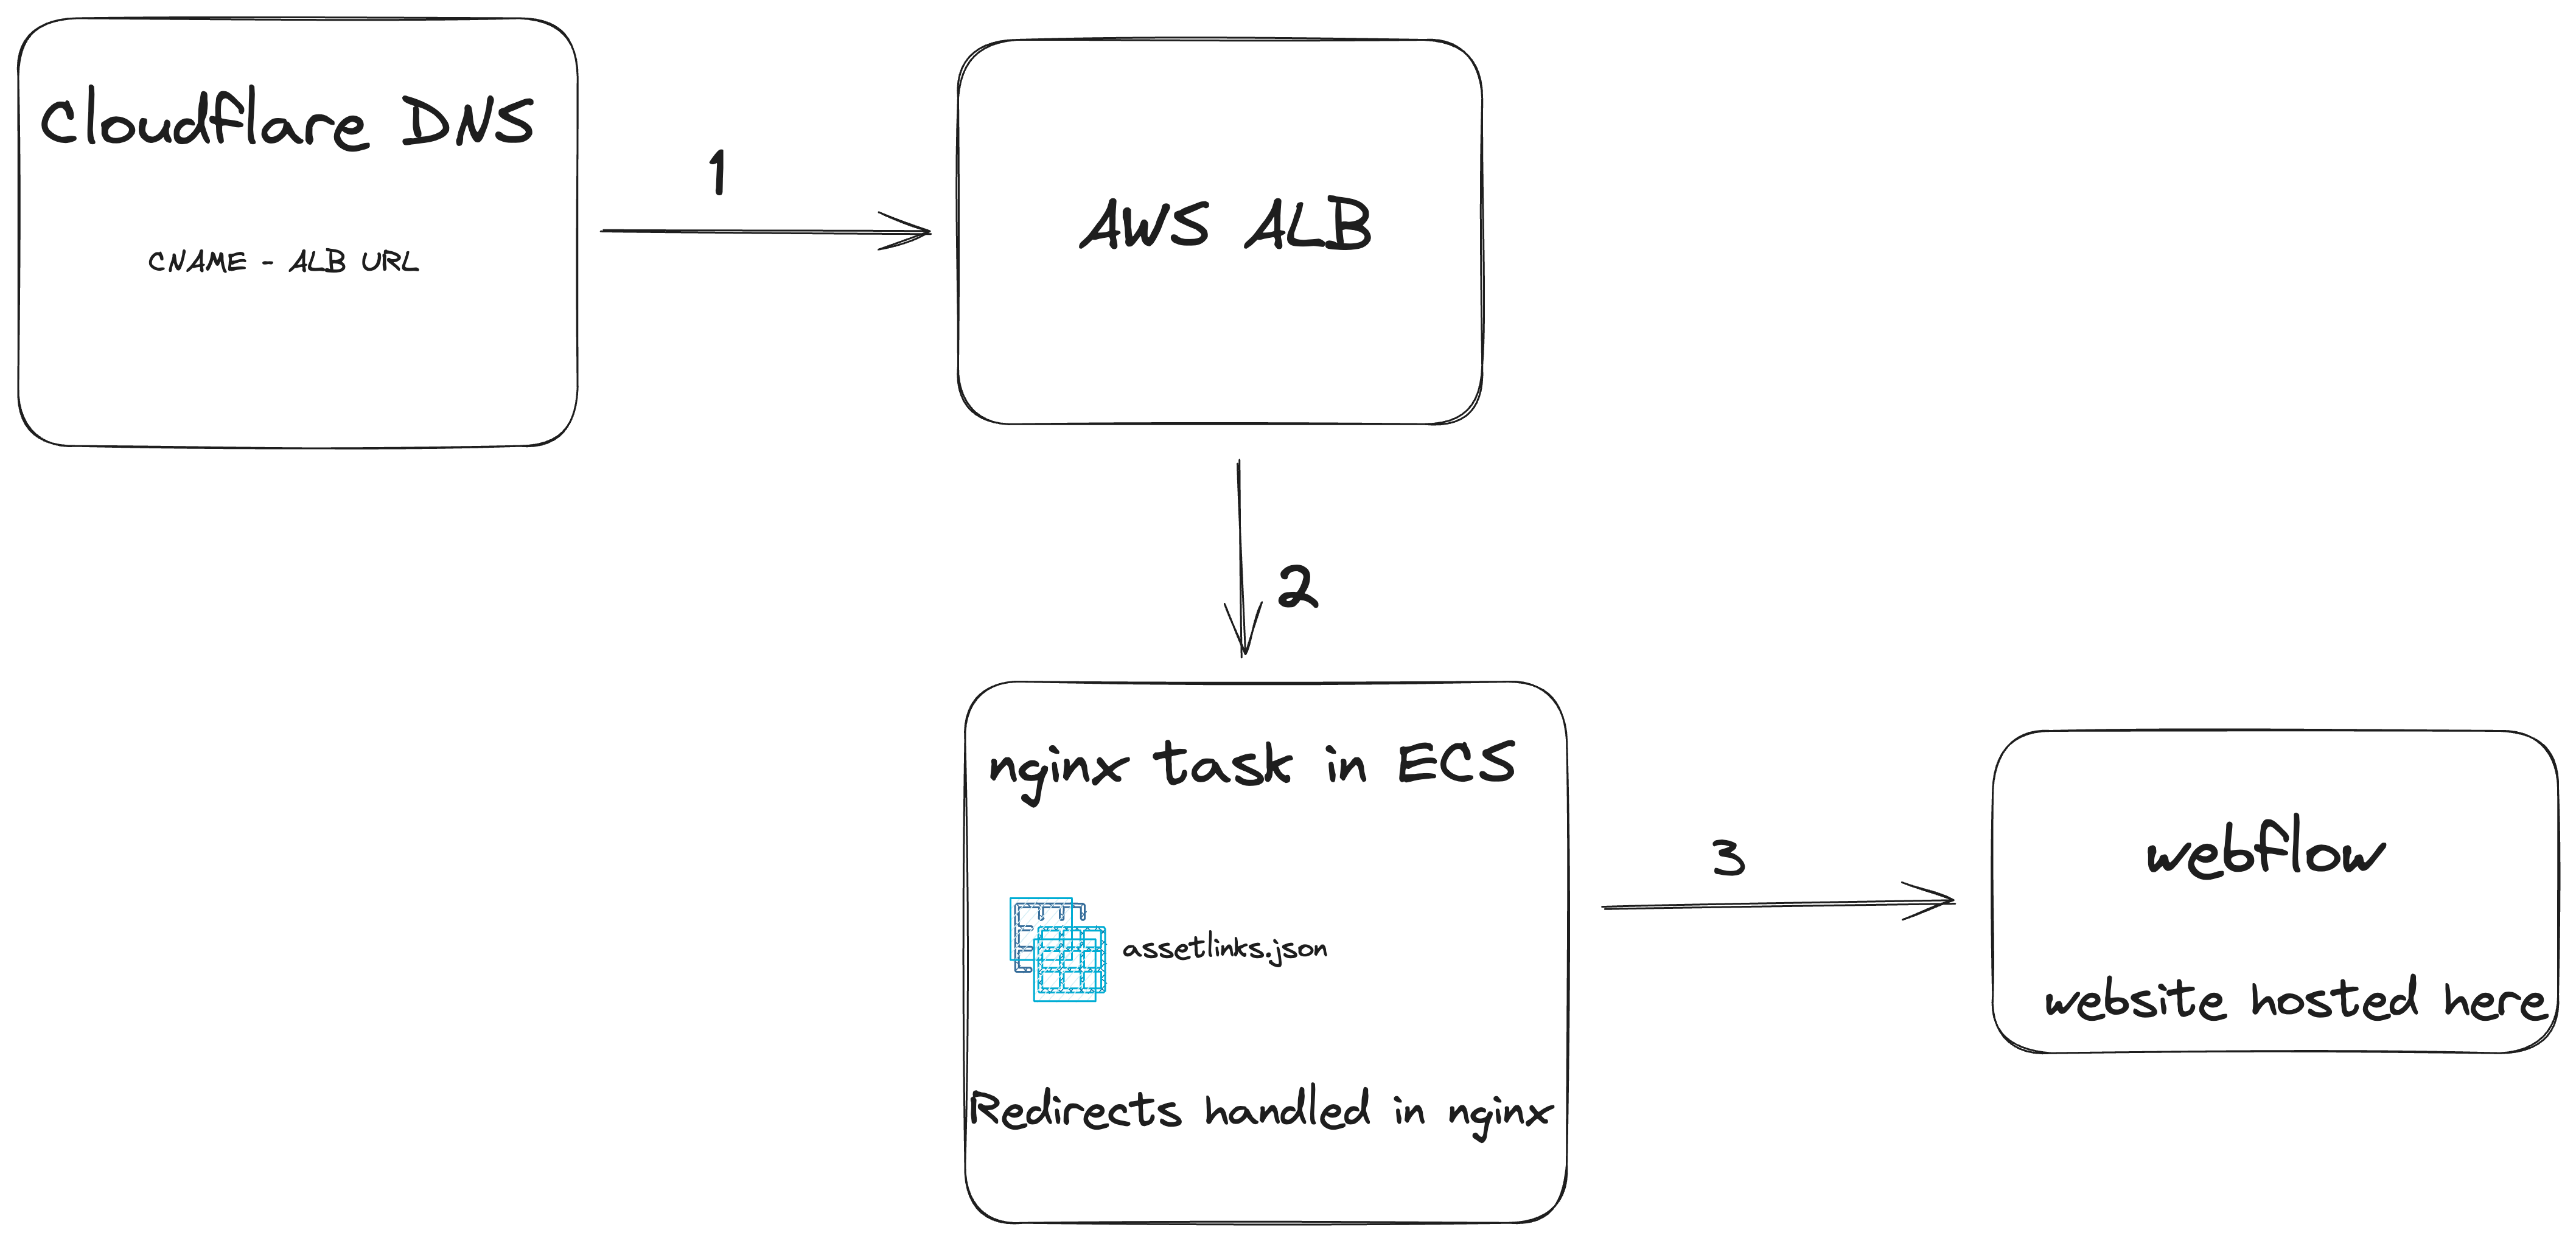 Cloudflare DNS
CNAME - ALB URL
1
AWS ALB
2
nginx task in ECS
assetlinks.json
Redirects handled in nginx
3
webflow
website hosted here